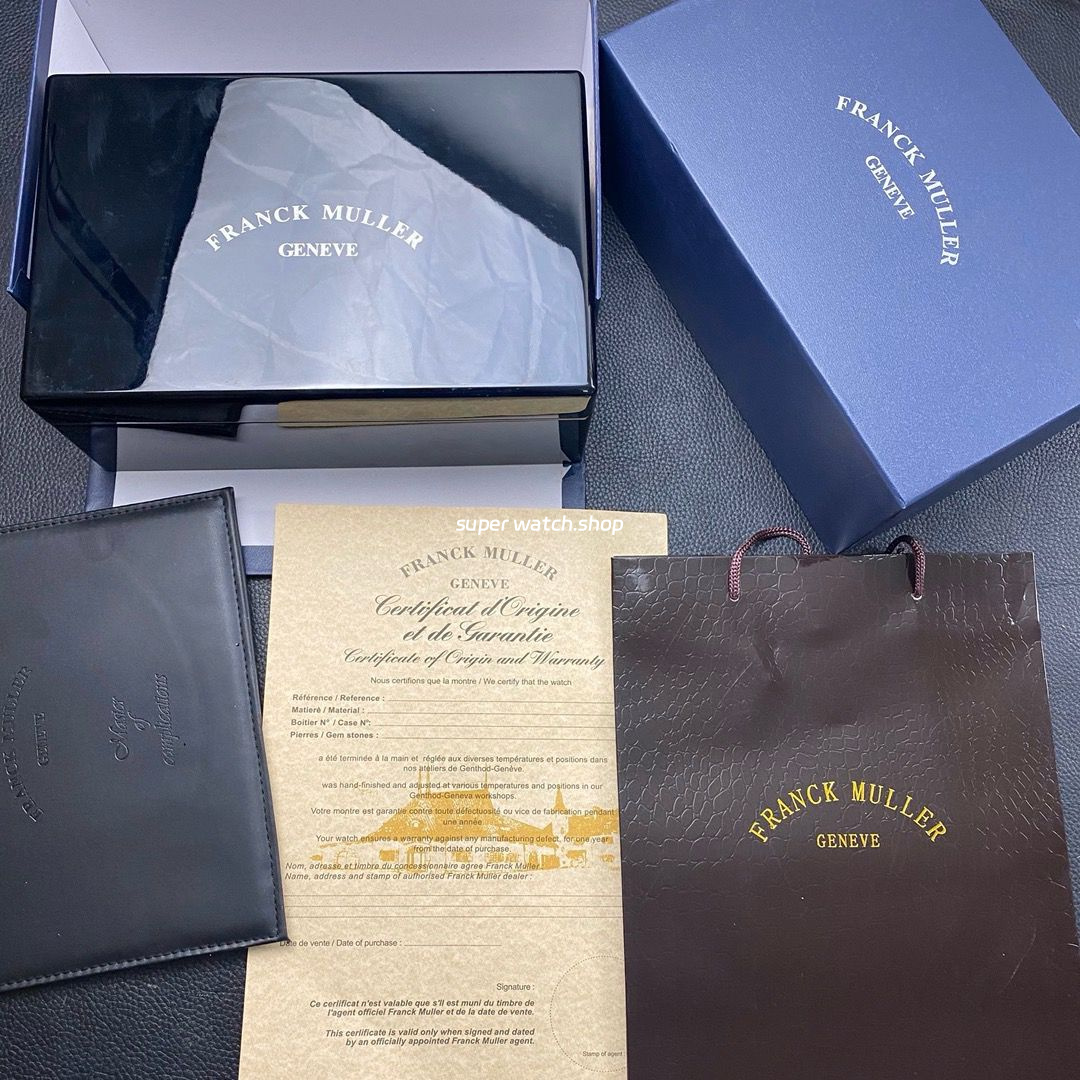 FRANCK MULLER
GENEVE
FRANCK MULLER
GENEVE
super watch.shop
FRANCK MULLER
GENEVE
Certificat d'Origine
et de Garantie
Certificate of Origin and Warranty
Nous certifions que la montre / We certify that the watch
Référence / Reference :
Matierè / Material :
Boitier N° / Case N°:
Pierres / Gem stones :
a été terminée à la main et réglée aux diverses températures et positions dans
nos ateliers de Genthod-Genève.
was hand-finished and adjusted at various temperatures and positions in our
Genthod-Geneva workshops.
Votre montre est garantie contre toute défectuosité ou vice de fabrication pendant
une année
Your watch ensures a warranty against any manufacturing defect, for one year
from the date of purchase.
Nom, adresse et timbre du concessionnaire agree Franck Muller
Name, address and stamp of authorised Franck Muller dealer :
Date de vente / Date of purchase :
Signature :
Ce cerlificat n'est valable que s'il est muni du timbre de
l'agent officiel Franck Muller et de la date de vente.
This certificate is valid only when signed and dated
by an officially appointed Franck Muller agent.
Stamp of agent
FRANCK MULLER
GENEVE
Master
of
complications
FRANCK MULLER
GENEVE